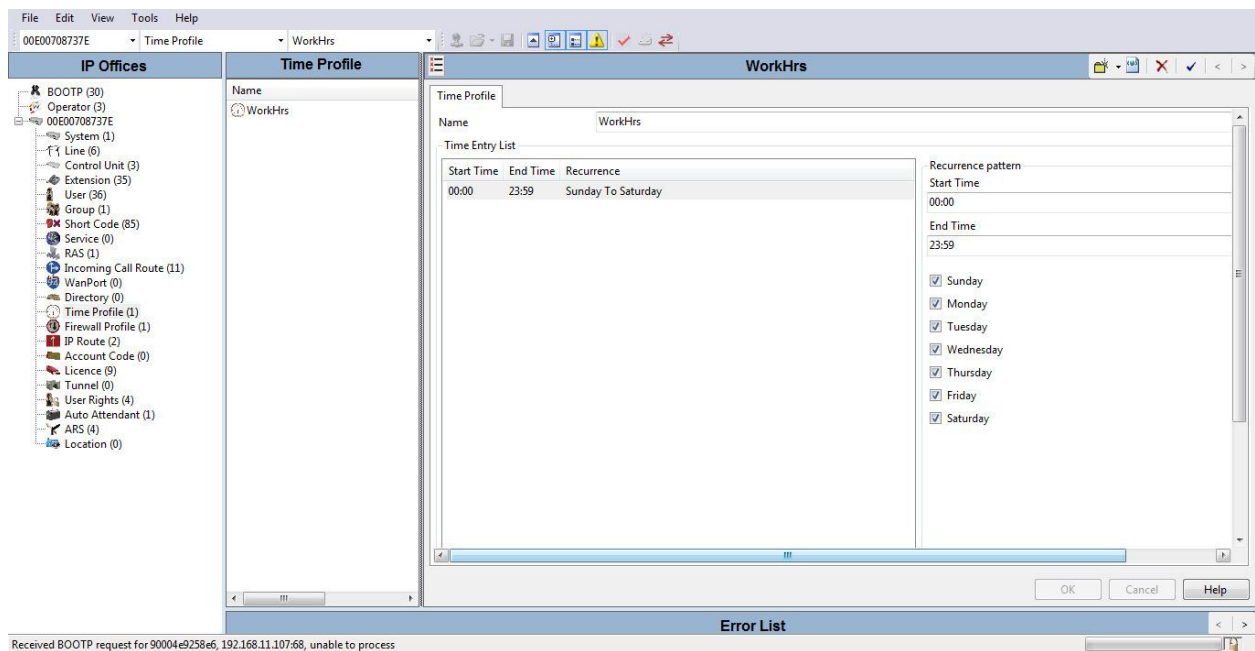 File Edit View Tools Help
00E00708737E Time Profile WorkHrs
IP Offices
BOOTP (30)
Operator (3)
00E00708737E
System (1)
Line (6)
Control Unit (3)
Extension (35)
User (36)
Group (1)
Short Code (85)
Service (0)
RAS (1)
Incoming Call Route (11)
WanPort (0)
Directory (0)
Time Profile (1)
Firewall Profile (1)
IP Route (2)
Account Code (0)
Licence (9)
Tunnel (0)
User Rights (4)
Auto Attendant (1)
ARS (4)
Location (0)
Time Profile
Name
WorkHrs
WorkHrs
Time Profile
Name WorkHrs
Time Entry List
Start Time End Time Recurrence
00:00 23:59 Sunday To Saturday
Recurrence pattern
Start Time
00:00
End Time
23:59
Sunday
Monday
Tuesday
Wednesday
Thursday
Friday
Saturday
OK Cancel Help
Error List
Received BOOTP request for 90004e9258e6, 192.168.11.107:68, unable to process